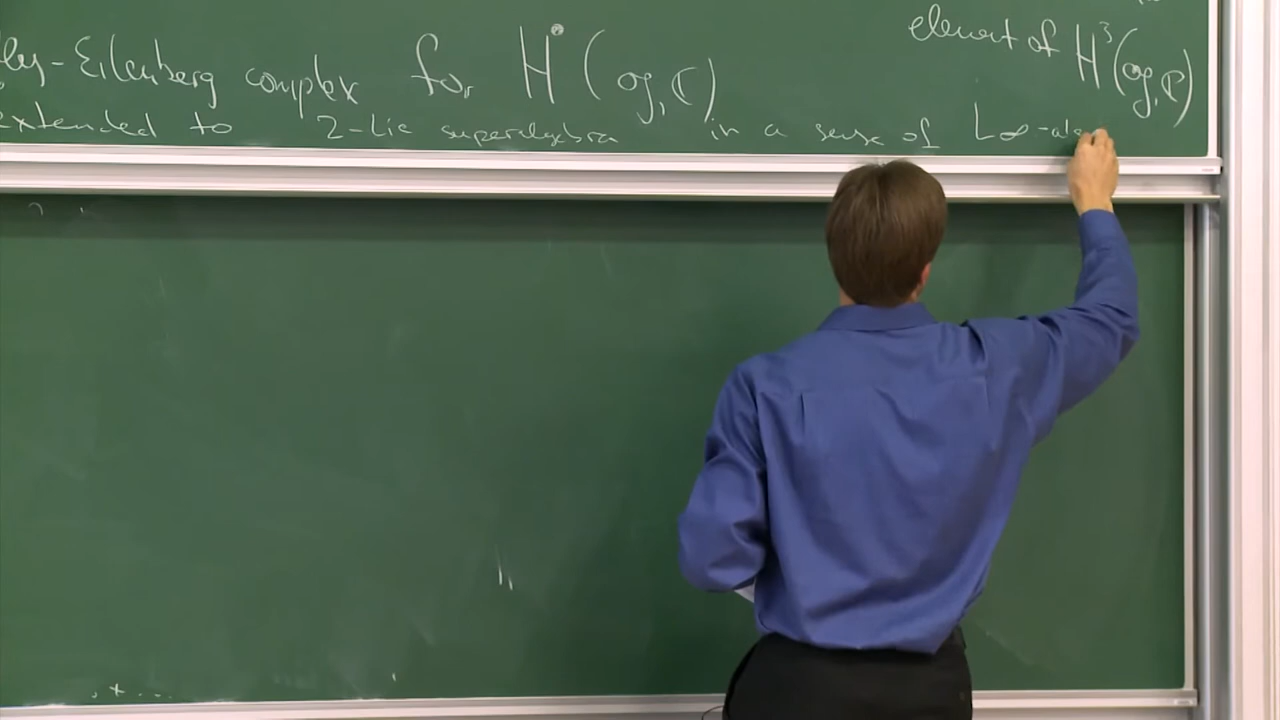 element of H³(g,C)
ley-Eilenberg complex for H•(g,C)
extended to 2-Lie superalgebra in a sense of L∞-alg